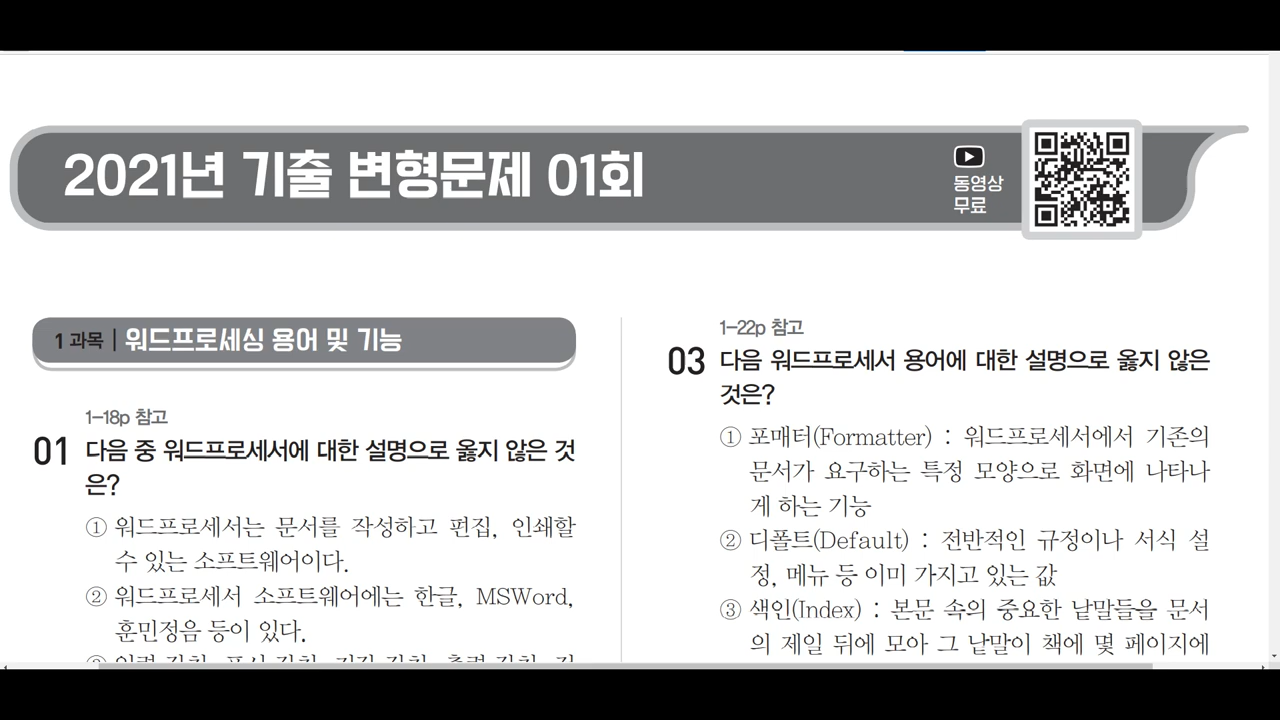 2021년 기출 변형문제 01회
동영상
무료
1 과목 | 워드프로세싱 용어 및 기능
1-18p 참고
01 다음 중 워드프로세서에 대한 설명으로 옳지 않은 것
은?
① 워드프로세서는 문서를 작성하고 편집, 인쇄할
수 있는 소프트웨어이다.
② 워드프로세서 소프트웨어에는 한글, MSWord,
훈민정음 등이 있다.
1-22p 참고
03 다음 워드프로세서 용어에 대한 설명으로 옳지 않은
것은?
① 포매터(Formatter) : 워드프로세서에서 기존의
문서가 요구하는 특정 모양으로 화면에 나타나
게 하는 기능
② 디폴트(Default) : 전반적인 규정이나 서식 설
정, 메뉴 등 이미 가지고 있는 값
③ 색인(Index) : 본문 속의 중요한 낱말들을 문서
의 제일 뒤에 모아 그 낱말이 책에 몇 페이지에